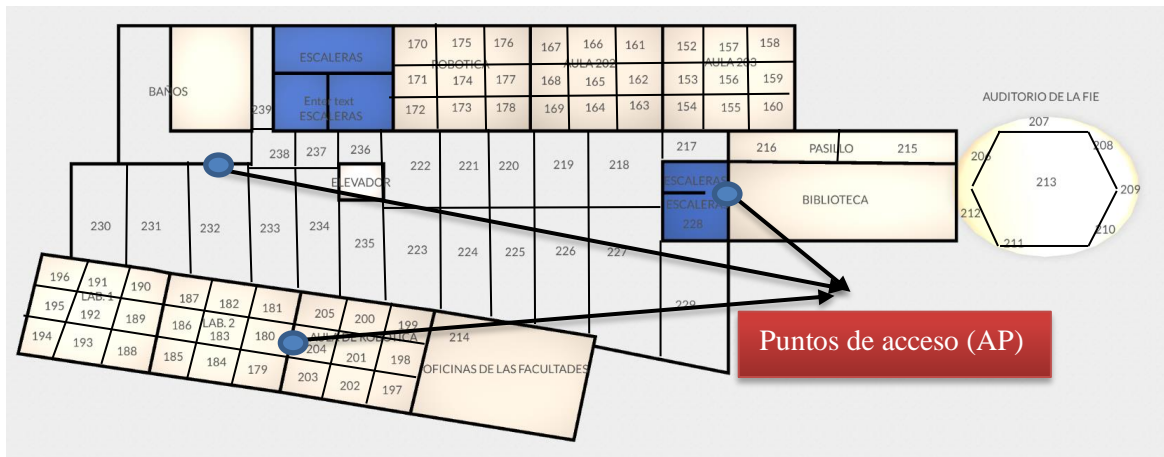 170 175 176 167 166 161 152 157 158
ESCALERAS ROBOTICA AULA 202 AULA 203
171 174 177 168 165 162 153 156 159
BAÑOS
Enter text
ESCALERAS
239
172 173 178 169 164 163 154 155 160
AUDITORIO DE LA FIE
207
238 237 236 217 216 PASILLO 215 208
206
222 221 220 219 218
ELEVADOR ESCALERAS 213 209
BIBLIOTECA
ESCALERA
212
230 231 232 233 234 228 210
235 223 224 225 226 227 211
196 191 190
LAB. 1
195 192 189
194 193 188
187 182 181
LAB. 2
186 183 180
185 184 179
205 200 199
AULA DE ROBOTICA
204 201 198
203 202 197
214
OFICINAS DE LAS FACULTADES
229
Puntos de acceso (AP)